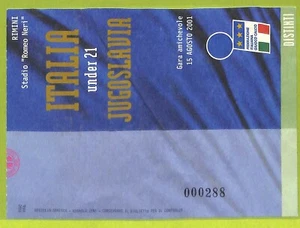 RIMINI
Stadio "Romeo Neri"
ITALIA
under 21
JUGOSLAVIA
Gara amichevole
15 AGOSTO 2001
DISTINTI
000288